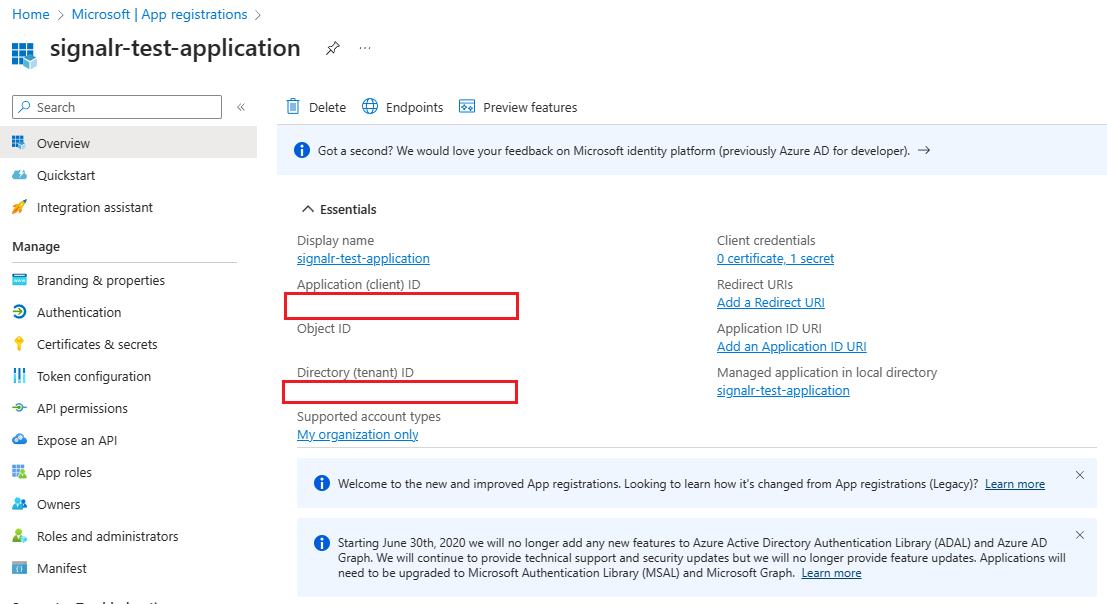 Home > Microsoft | App registrations >
signalr-test-application
Search
Overview
Quickstart
Integration assistant
Manage
Branding & properties
Authentication
Certificates & secrets
Token configuration
API permissions
Expose an API
App roles
Owners
Roles and administrators
Manifest
Delete Endpoints Preview features
Got a second? We would love your feedback on Microsoft identity platform (previously Azure AD for developer). →
Essentials
Display name
signalr-test-application
Application (client) ID
Object ID
Directory (tenant) ID
Supported account types
My organization only
Client credentials
0 certificate, 1 secret
Redirect URIs
Add a Redirect URI
Application ID URI
Add an Application ID URI
Managed application in local directory
signalr-test-application
Welcome to the new and improved App registrations. Looking to learn how it's changed from App registrations (Legacy)? Learn more
Starting June 30th, 2020 we will no longer add any new features to Azure Active Directory Authentication Library (ADAL) and Azure AD
Graph. We will continue to provide technical support and security updates but we will no longer provide feature updates. Applications will
need to be upgraded to Microsoft Authentication Library (MSAL) and Microsoft Graph. Learn more